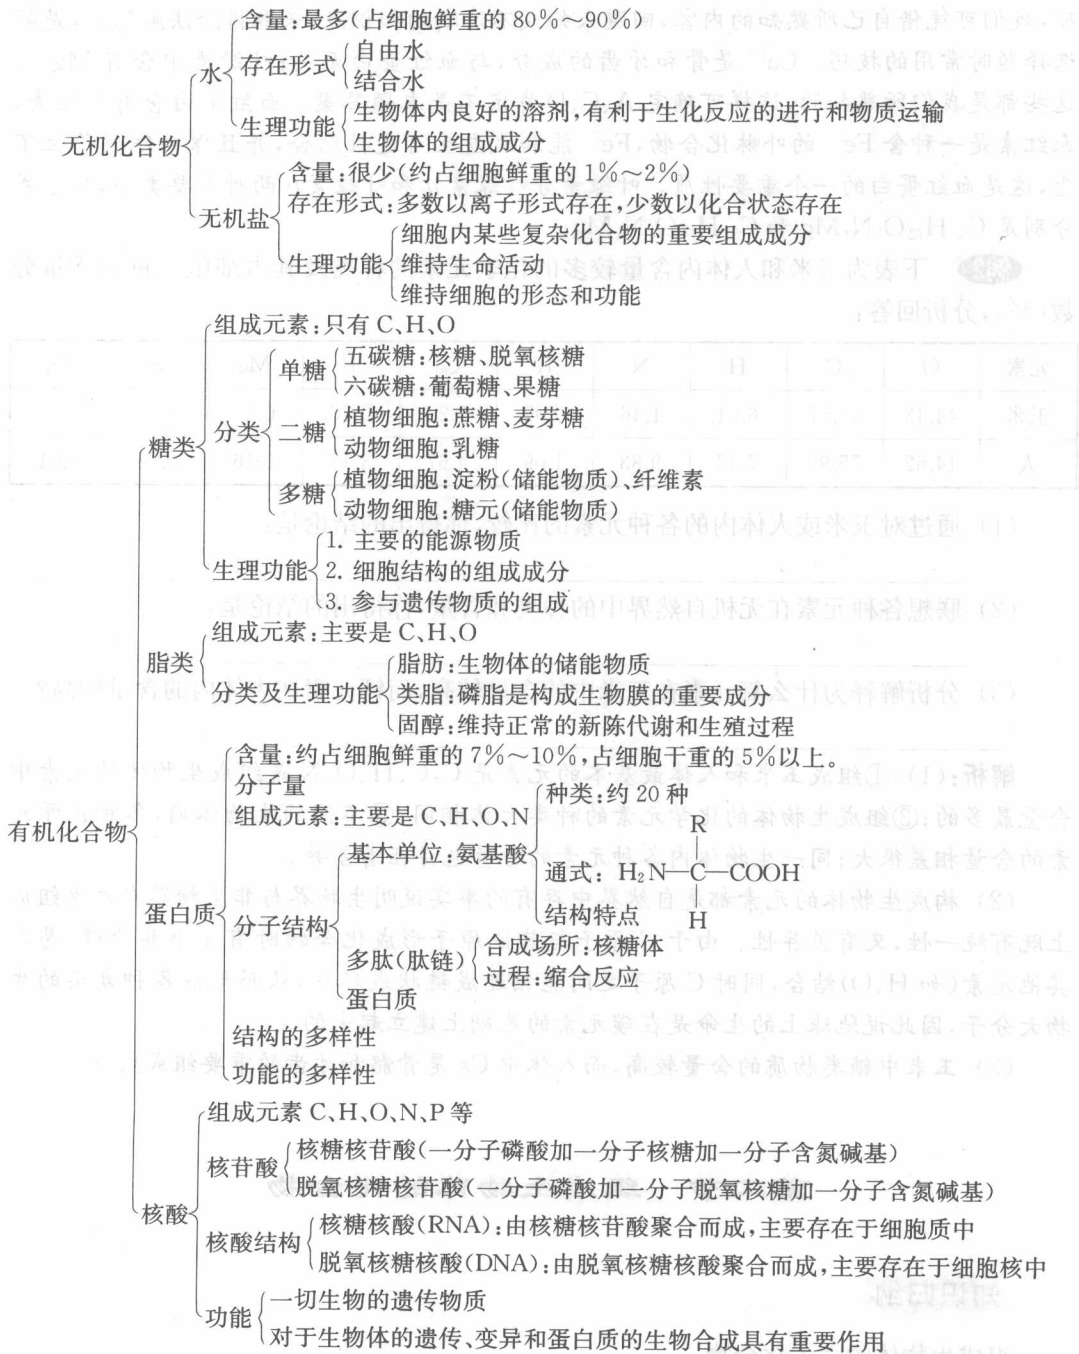 含量:最多(占细胞鲜重的 80%～90%)
水
存在形式
自由水
结合水
生理功能
生物体内良好的溶剂,有利于生化反应的进行和物质运输
生物体的组成成分
无机化合物
含量:很少(约占细胞鲜重的 1%～2%)
无机盐
存在形式:多数以离子形式存在,少数以化合状态存在
生理功能
细胞内某些复杂化合物的重要组成成分
维持生命活动
维持细胞的形态和功能
组成元素:只有 C、H、O
单糖
五碳糖:核糖、脱氧核糖
六碳糖:葡萄糖、果糖
糖类
分类
二糖
植物细胞:蔗糖、麦芽糖
动物细胞:乳糖
多糖
植物细胞:淀粉(储能物质)、纤维素
动物细胞:糖元(储能物质)
生理功能
1. 主要的能源物质
2. 细胞结构的组成成分
3. 参与遗传物质的组成
脂类
组成元素:主要是 C、H、O
分类及生理功能
脂肪:生物体的储能物质
类脂:磷脂是构成生物膜的重要成分
固醇:维持正常的新陈代谢和生殖过程
有机化合物
含量:约占细胞鲜重的 7%～10%,占细胞干重的 5%以上。
分子量
组成元素:主要是 C、H、O、N
蛋白质
分子结构
基本单位:氨基酸
种类:约 20 种
R
通式: H₂N—C—COOH
结构特点 H
多肽(肽链)
合成场所:核糖体
过程:缩合反应
蛋白质
结构的多样性
功能的多样性
组成元素 C、H、O、N、P 等
核苷酸
核糖核苷酸(一分子磷酸加一分子核糖加一分子含氮碱基)
脱氧核糖核苷酸(一分子磷酸加一分子脱氧核糖加一分子含氮碱基)
核酸
核酸结构
核糖核酸(RNA):由核糖核苷酸聚合而成,主要存在于细胞质中
脱氧核糖核酸(DNA):由脱氧核糖核酸聚合而成,主要存在于细胞核中
功能
一切生物的遗传物质
对于生物体的遗传、变异和蛋白质的生物合成具有重要作用